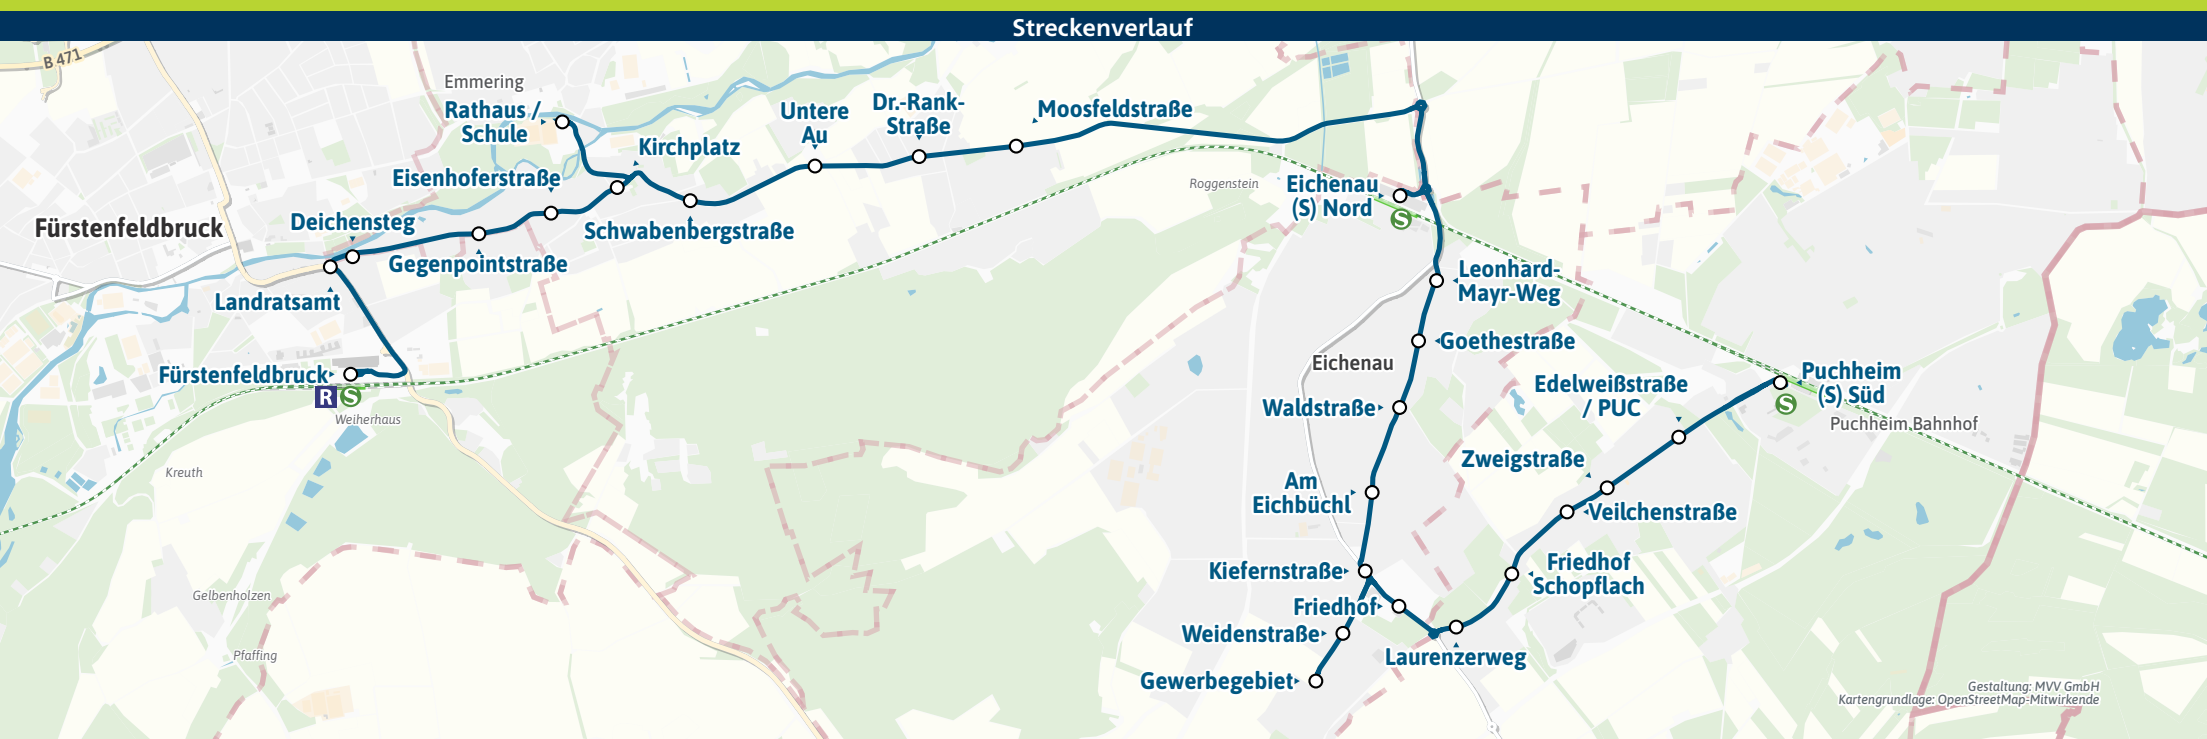 Streckenverlauf
B 471
Emmering
Rathaus /
Schule
Kirchplatz
Untere
Au
Dr.-Rank-
Straße
Moosfeldstraße
Eisenhoferstraße
Roggenstein
Eichenau
(S) Nord
S
Fürstenfeldbruck
Deichensteg
Schwabenbergstraße
Gegenpointstraße
Landratsamt
Leonhard-
Mayr-Weg
Goethestraße
Eichenau
Fürstenfeldbruck
R
S
Weiherhaus
Edelweißstraße
/ PUC
Puchheim
(S) Süd
S
Puchheim Bahnhof
Waldstraße
Kreuth
Zweigstraße
Am
Eichbüchl
Veilchenstraße
Kiefernstraße
Friedhof
Schopflach
Gelbenholzen
Friedhof
Weidenstraße
Pfaffing
Laurenzerweg
Gewerbegebiet
Gestaltung: MVV GmbH
Kartengrundlage: OpenStreetMap-Mitwirkende